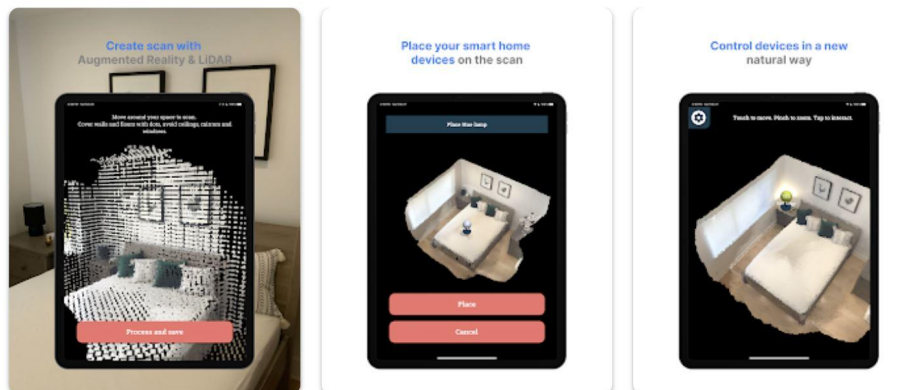 Create scan with
Augmented Reality & LiDAR
Move around your space to scan.
Cover walls and floors with dots, avoid ceilings, mirrors and
windows.
Process and save
Place your smart home
devices on the scan
Place Hue lamp
Place
Cancel
Control devices in a new
natural way
Touch to move. Pinch to zoom. Tap to interact.